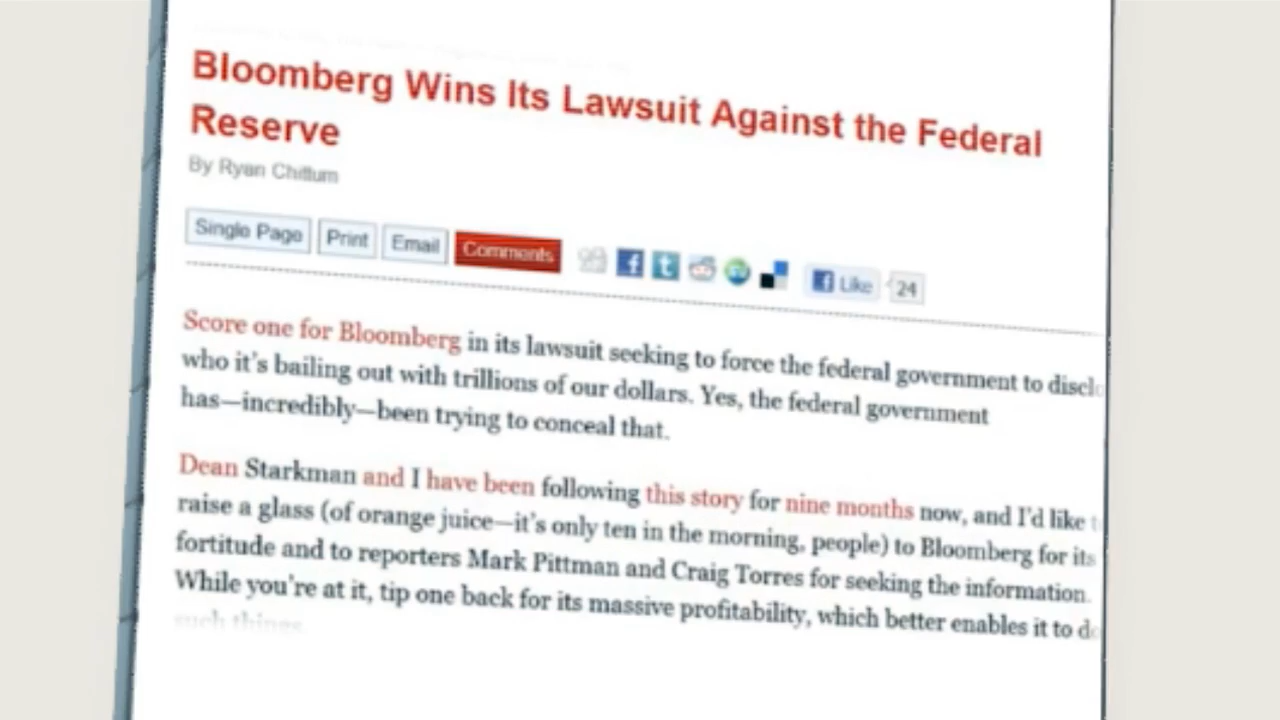 Bloomberg Wins Its Lawsuit Against the Federal
Reserve
By Ryan Chittum
Single Page Print Email Comments Like 24
Score one for Bloomberg in its lawsuit seeking to force the federal government to disclo
who it's bailing out with trillions of our dollars. Yes, the federal government
has—incredibly—been trying to conceal that.
Dean Starkman and I have been following this story for nine months now, and I'd like t
raise a glass (of orange juice—it's only ten in the morning, people) to Bloomberg for its
fortitude and to reporters Mark Pittman and Craig Torres for seeking the information.
While you're at it, tip one back for its massive profitability, which better enables it to do
such things.